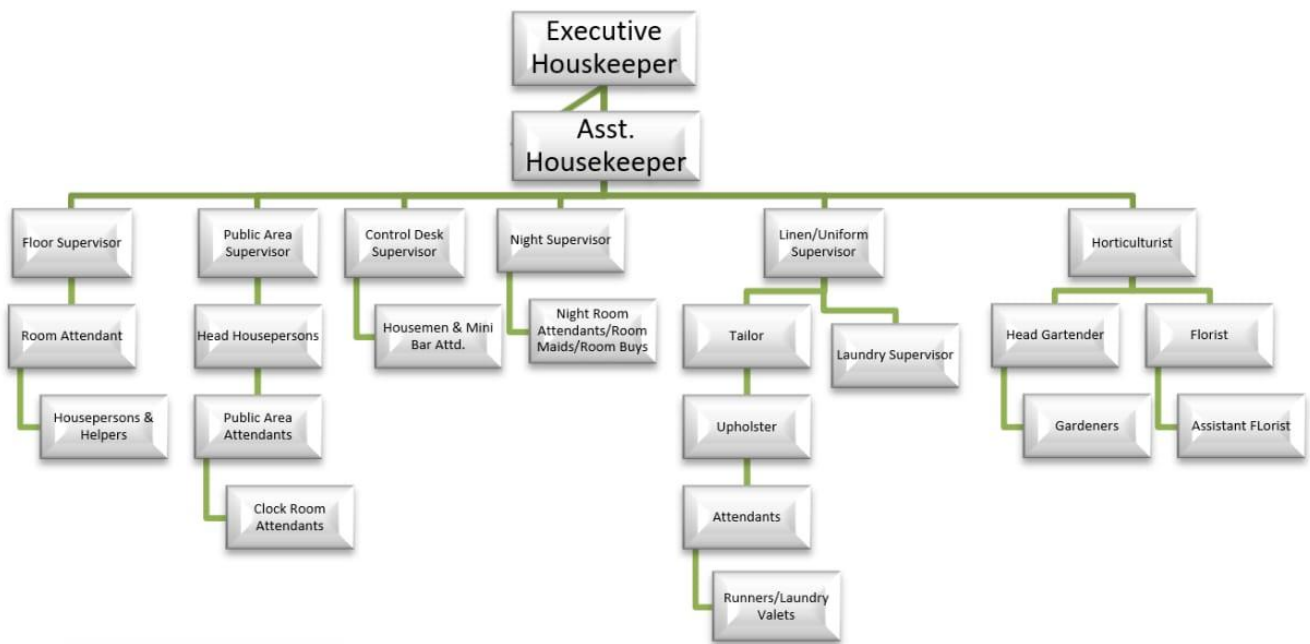 Executive
Houskeeper
Asst.
Housekeeper
Floor Supervisor
Public Area
Supervisor
Control Desk
Supervisor
Night Supervisor
Linen/Uniform
Supervisor
Horticulturist
Room Attendant
Head Housepersons
Housemen & Mini
Bar Attd.
Night Room
Attendants/Room
Maids/Room Buys
Tailor
Laundry Supervisor
Head Gartender
Florist
Housepersons &
Helpers
Public Area
Attendants
Upholster
Gardeners
Assistant FLorist
Clock Room
Attendants
Attendants
Runners/Laundry
Valets